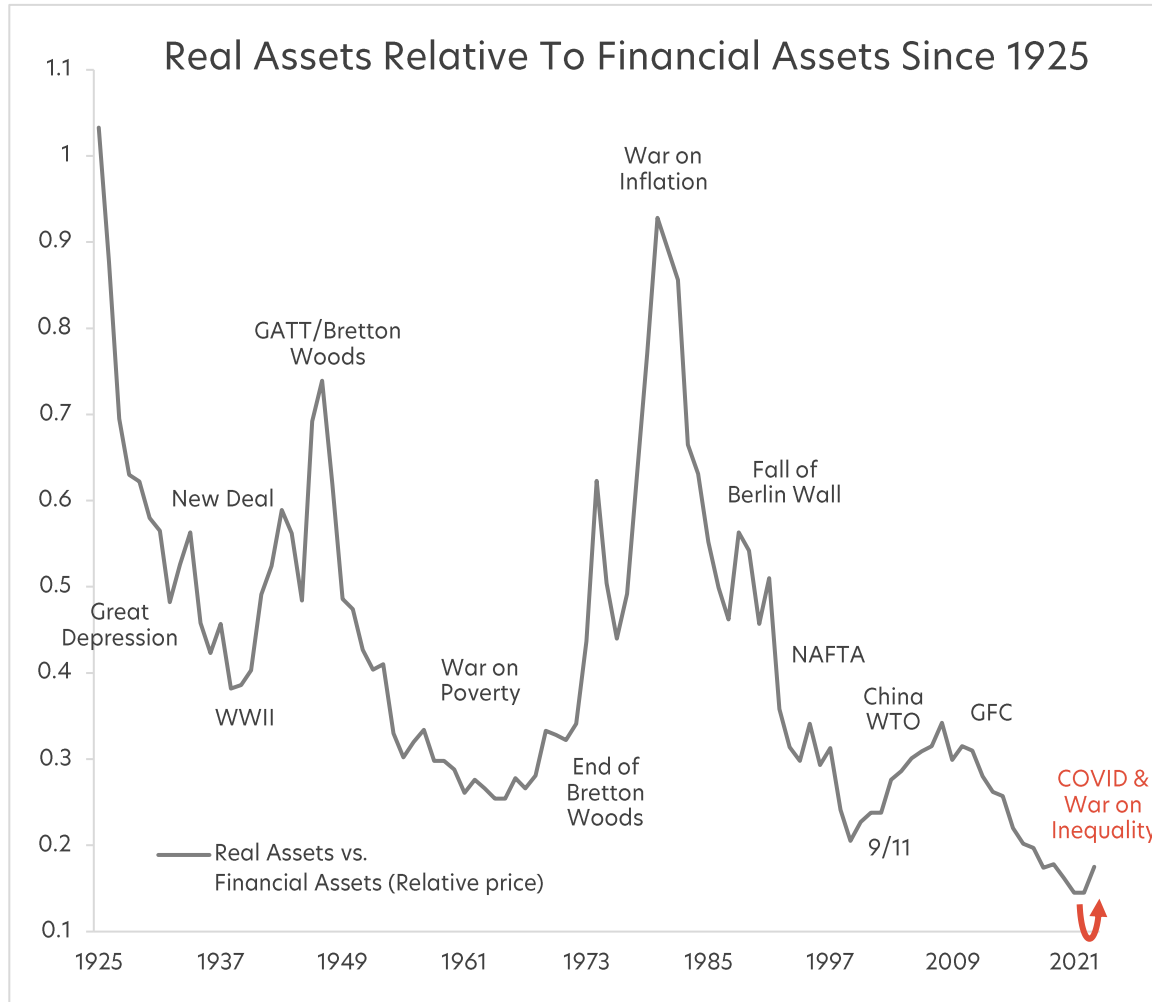 Real Assets Relative To Financial Assets Since 1925
1.1
1
0.9
0.8
0.7
0.6
0.5
0.4
0.3
0.2
0.1
War on
Inflation
GATT/Bretton
Woods
Fall of
Berlin Wall
New Deal
Great
Depression
War on
Poverty
NAFTA
China
WTO
GFC
WWII
End of
Bretton
Woods
COVID &
War on
Inequality
9/11
Real Assets vs.
Financial Assets (Relative price)
1925
1937
1949
1961
1973
1985
1997
2009
2021